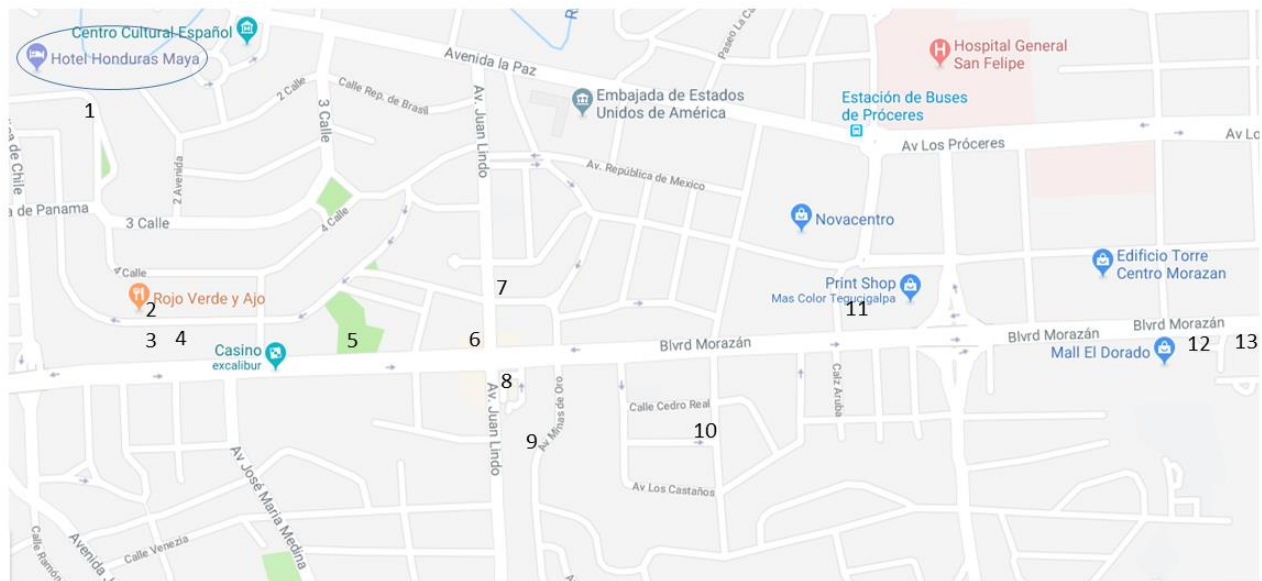 Centro Cultural Español
Hotel Honduras Maya
Avenida la Paz
Paseo La Ca
R
Hospital General
San Felipe
Embajada de Estados
Unidos de América
Estación de Buses
de Próceres
Av Los Próceres
Av Lo
1
2 Calle
Calle Rep. de Brasil
3 Calle
Av. Juan Lindo
Av. República de Mexico
de Chile
a de Panama
2 Avenida
3 Calle
4 Calle
4 Calle
Novacentro
Edificio Torre
Centro Morazan
Print Shop
Mas Color Tegucigalpa
Rojo Verde y Ajo
2
3
4
5
6
7
8
9
10
11
12
13
Casino
excalibur
Blvrd Morazán
Blvrd Morazán
Blvrd Morazán
Mall El Dorado
Av. Juan Lindo
Av Minas de Oro
Calle Cedro Real
Calz Aruba
Av Los Castaños
Av José Maria Medina
Calle Venezia
Calle Ramón
Avenida J